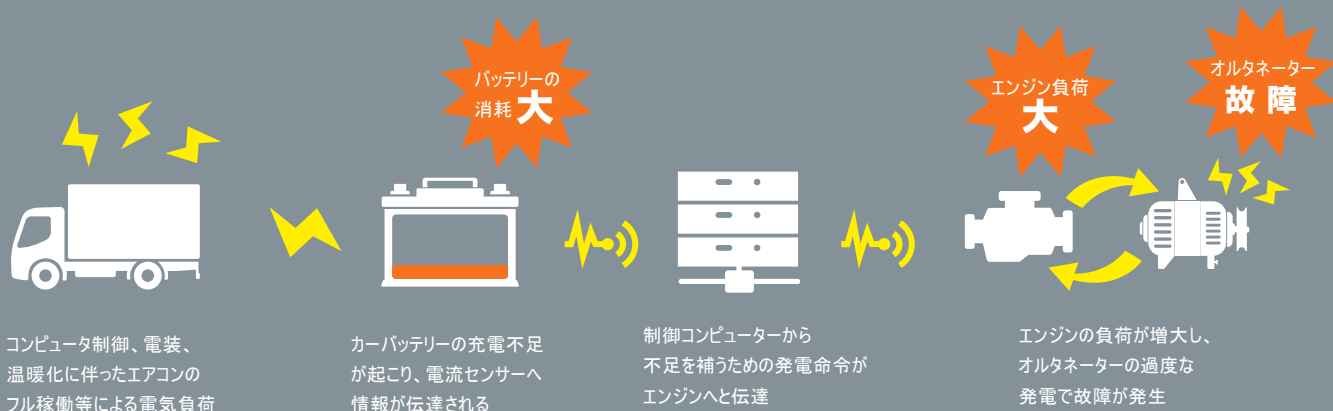 バッテリーの
消耗 大
エンジン負荷
大
オルタネーター
故障
コンピュータ制御、電装、
温暖化に伴ったエアコンの
フル稼働等による電気負荷
カーバッテリーの充電不足
が起こり、電流センサーへ
情報が伝達される
制御コンピューターから
不足を補うための発電命令が
エンジンへと伝達
エンジンの負荷が増大し、
オルタネーターの過度な
発電で故障が発生